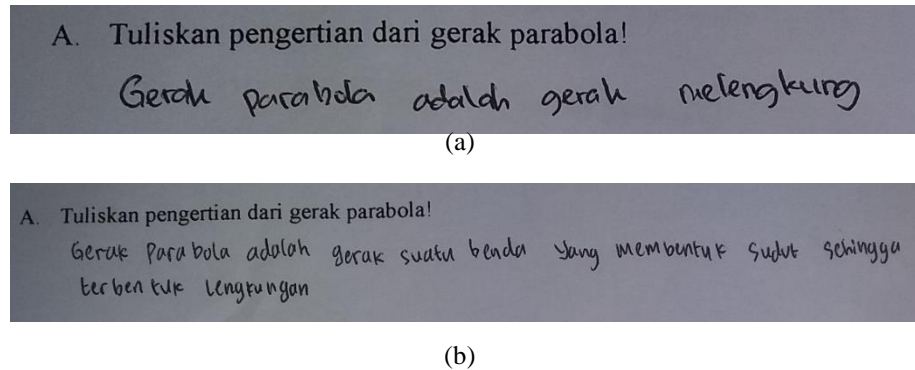 A. Tuliskan pengertian dari gerak parabola!
Gerak parabola adalah gerak melengkung
(a)
A. Tuliskan pengertian dari gerak parabola!
Gerak Parabola adalah gerak suatu benda yang membentuk sudut sehingga
terbentuk lengkungan
(b)